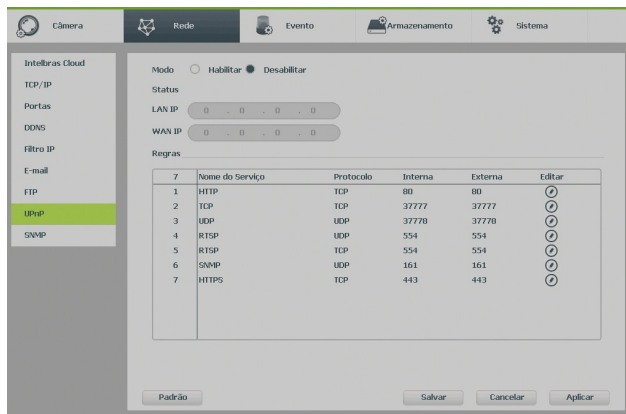 Câmera
Rede
Evento
Armazenamento
Sistema
Intelbras Cloud
TCP/IP
Portas
DDNS
Filtro IP
E-mail
FTP
UPnP
SNMP
Modo Habilitar Desabilitar
Status
LAN IP 0 . 0 . 0 . 0
WAN IP 0 . 0 . 0 . 0
Regras
7 Nome do Serviço Protocolo Interna Externa Editar
1 HTTP TCP 80 80
2 TCP TCP 37777 37777
3 UDP UDP 37778 37778
4 RTSP UDP 554 554
5 RTSP TCP 554 554
6 SNMP UDP 161 161
7 HTTPS TCP 443 443
Padrão Salvar Cancelar Aplicar